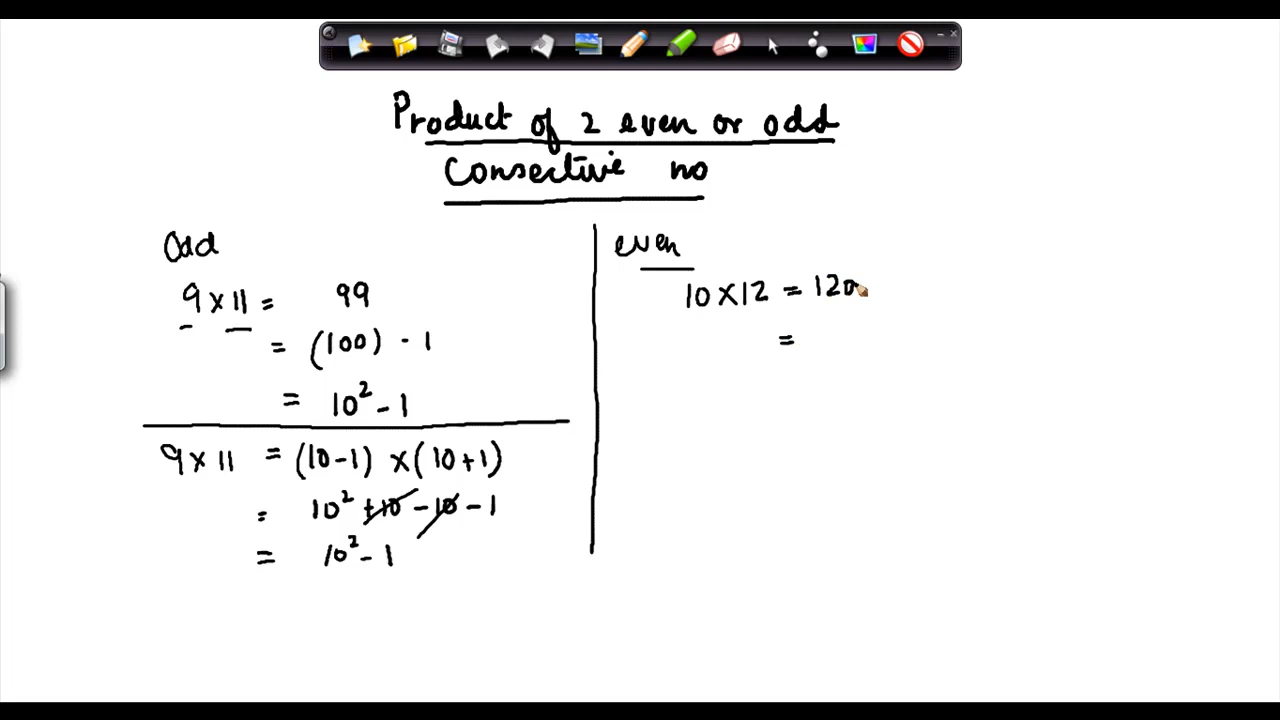 Product of 2 even or odd
Consective no
Odd
9 x 11 = 99
= (100) - 1
= 10² - 1
9 x 11 = (10-1) x (10+1)
= 10² +10 - 10 - 1
= 10² - 1
even
10 x 12 = 120
=